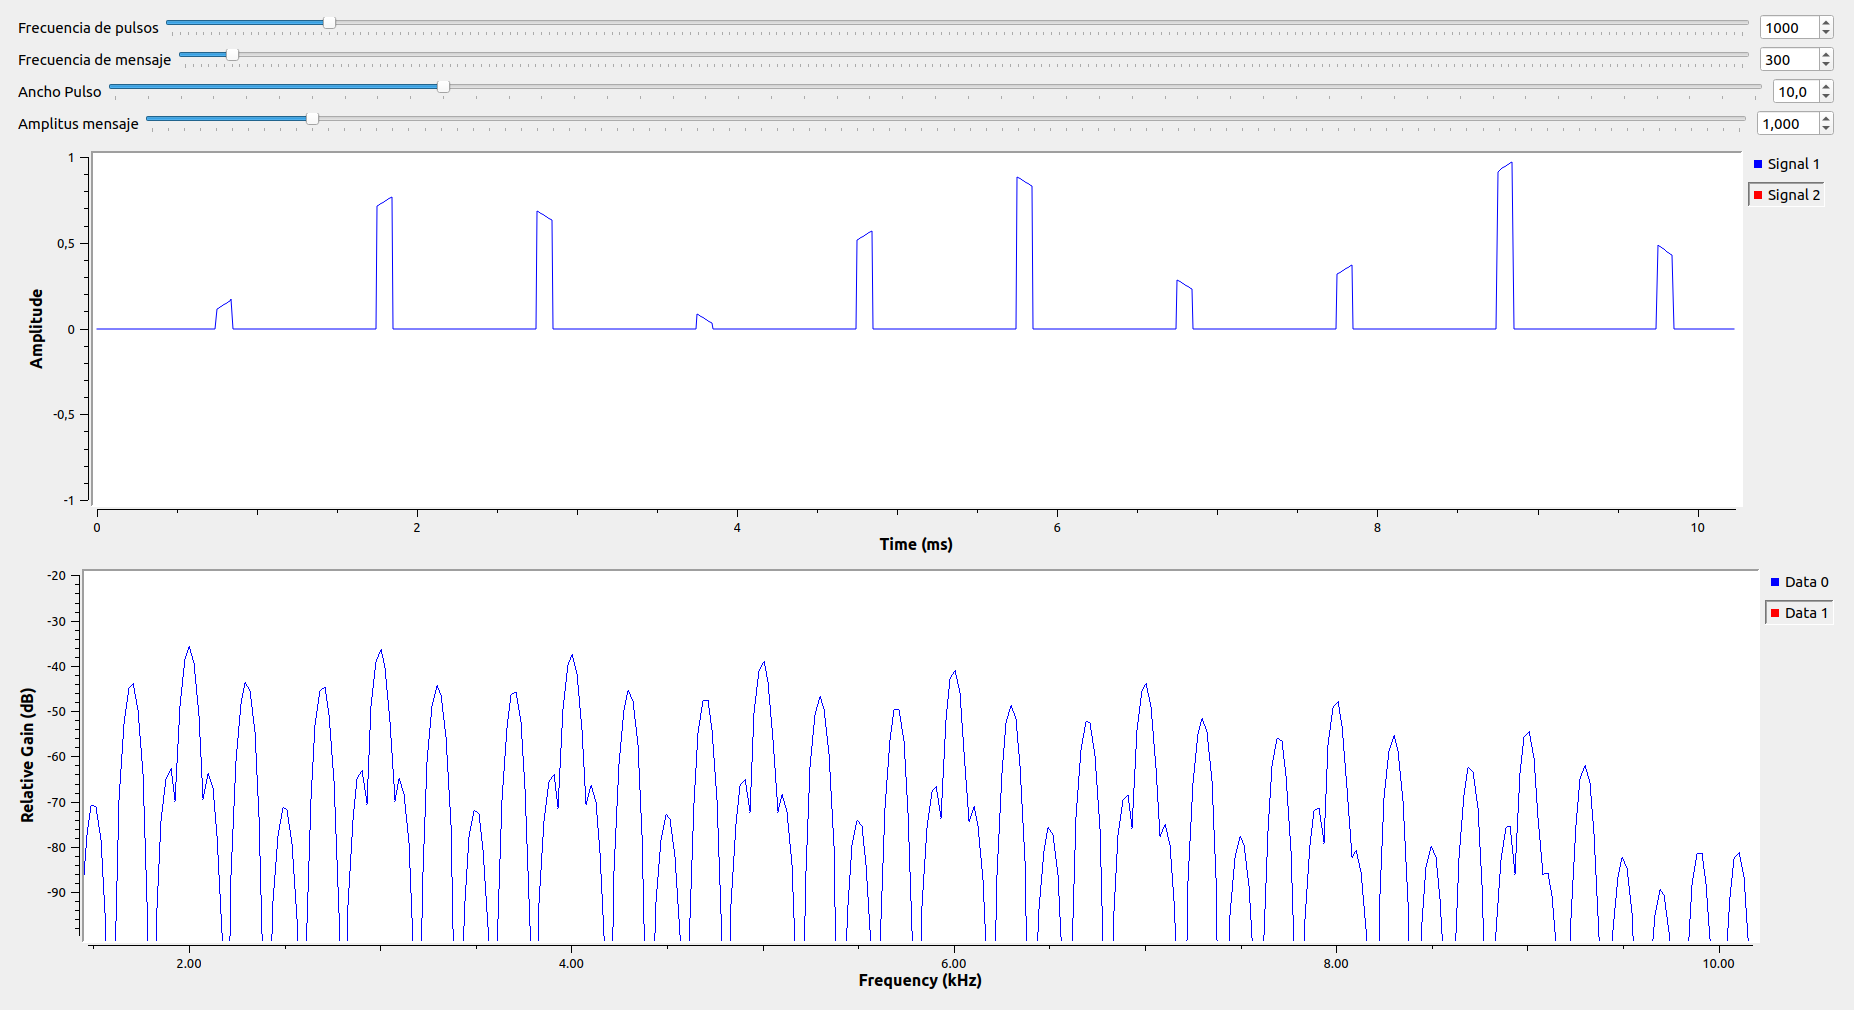 Frecuencia de pulsos 1000
Frecuencia de mensaje 300
Ancho Pulso 10,0
Amplitus mensaje 1,000
1
0,5
0
-0,5
-1
Amplitude
Signal 1
Signal 2
0 2 4 6 8 10
Time (ms)
-20
-30
-40
-50
-60
-70
-80
-90
Relative Gain (dB)
Data 0
Data 1
2.00 4.00 6.00 8.00 10.00
Frequency (kHz)